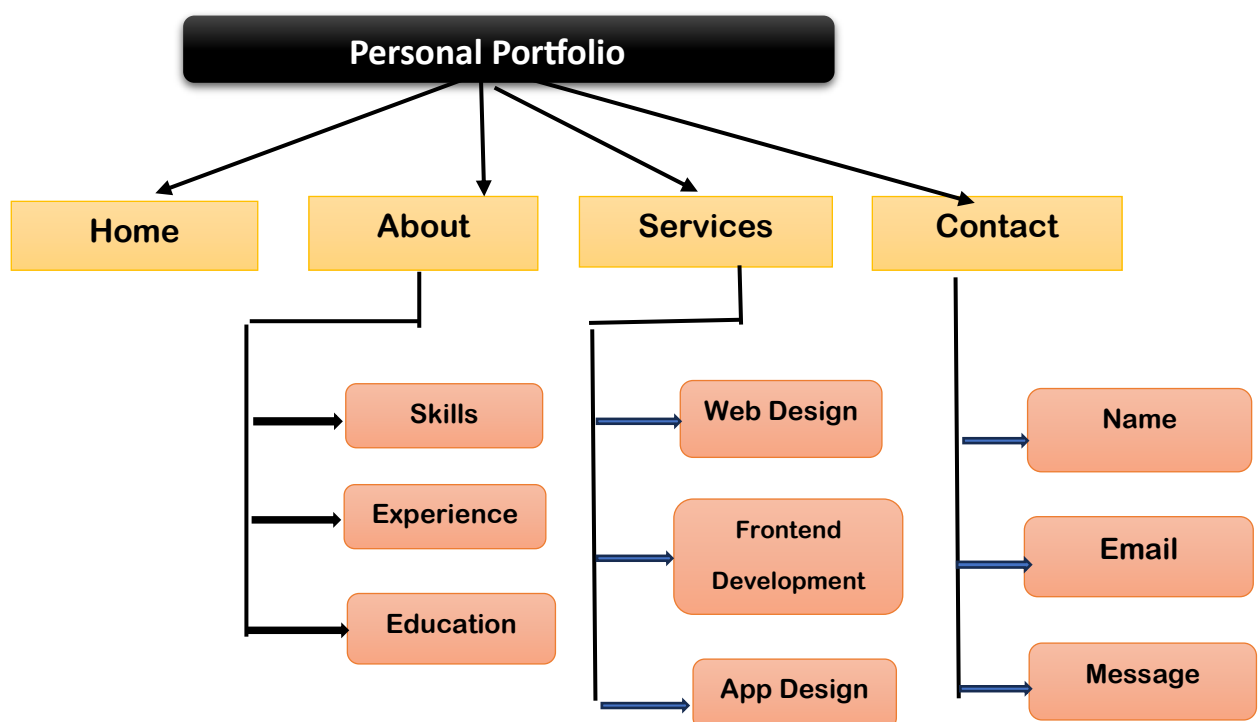 Personal Portfolio
Home
About
Services
Contact
Skills
Experience
Education
Web Design
Frontend
Development
App Design
Name
Email
Message